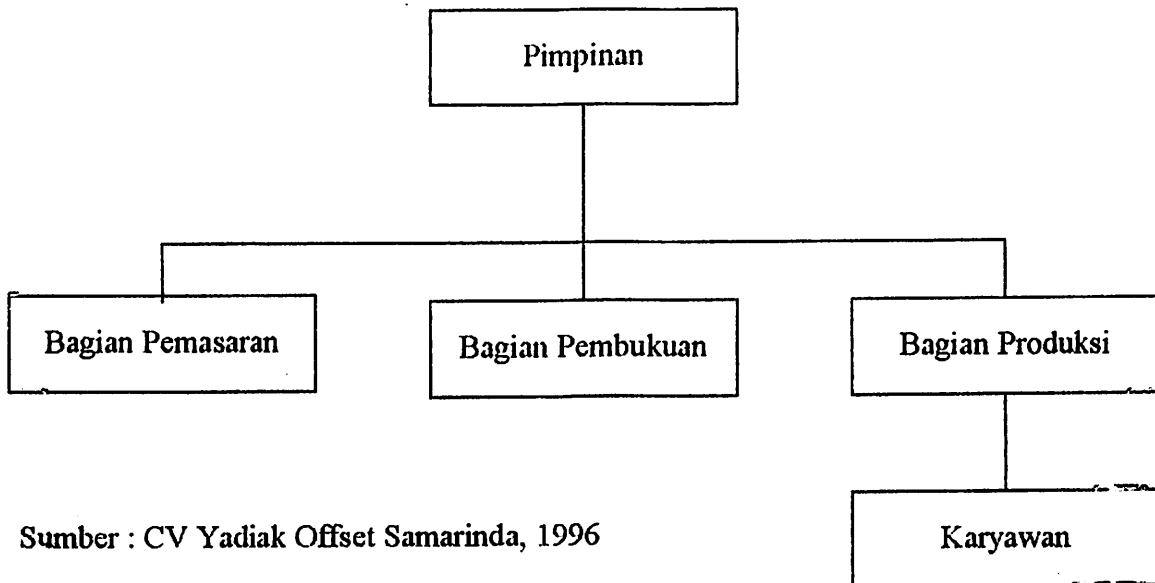 Pimpinan
Bagian Pemasaran
Bagian Pembukuan
Bagian Produksi
Sumber : CV Yadiak Offset Samarinda, 1996
Karyawan